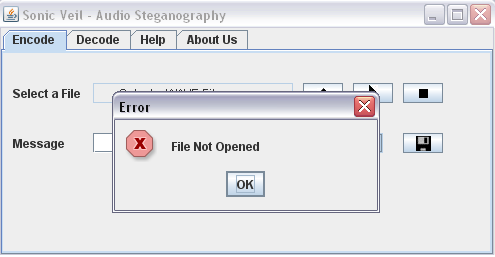 Sonic Veil - Audio Steganography
Encode Decode Help About Us
Select a File
Error
File Not Opened
Message
OK